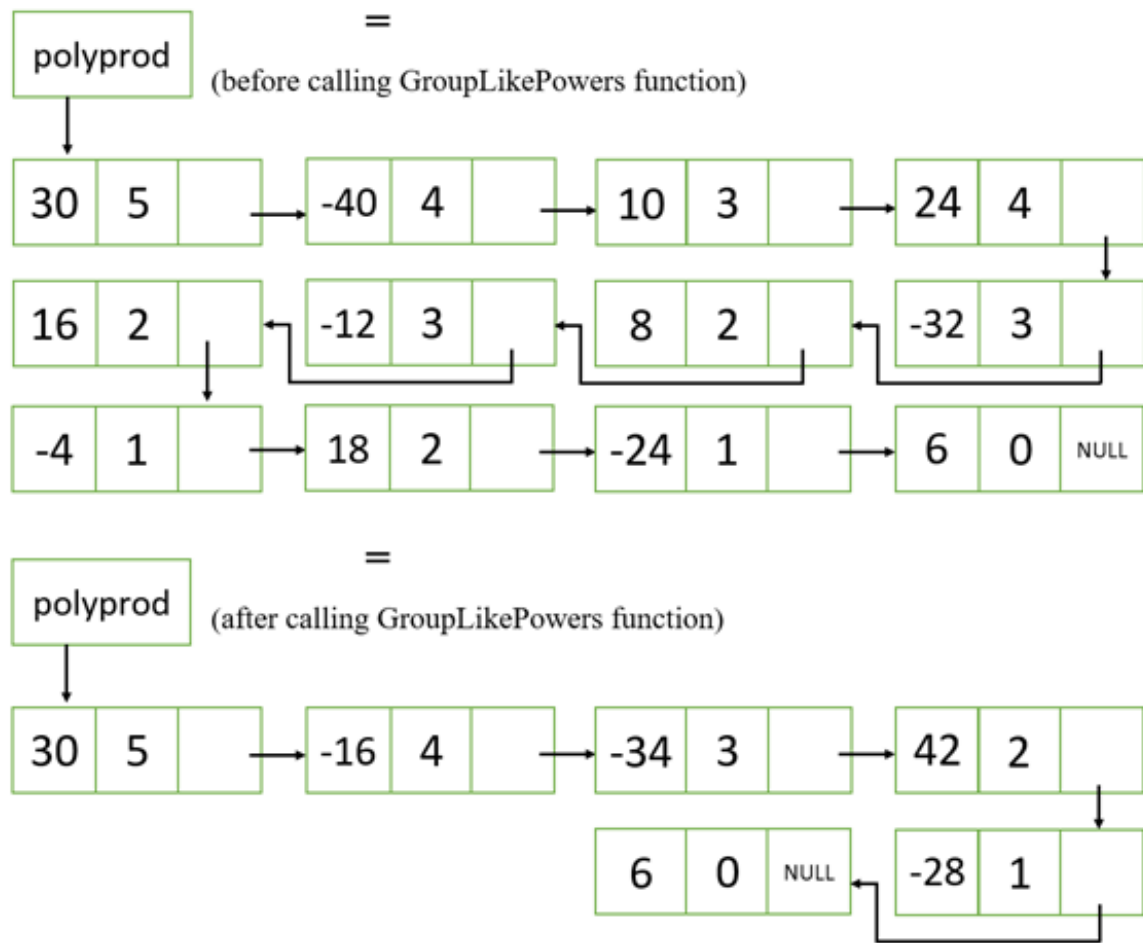 =
polyprod
(before calling GroupLikePowers function)
30 5 -40 4 10 3 24 4
16 2 -12 3 8 2 -32 3
-4 1 18 2 -24 1 6 0 NULL
=
polyprod
(after calling GroupLikePowers function)
30 5 -16 4 -34 3 42 2
6 0 NULL -28 1